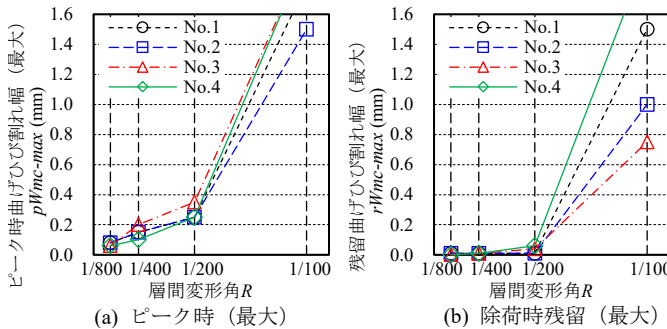 ピーク時曲げひび割れ幅（最大）
pWmc-max (mm)
1.6
1.4
1.2
1.0
0.8
0.6
0.4
0.2
0.0
No.1
No.2
No.3
No.4
1/800
1/400
1/200
1/100
層間変形角R
(a) ピーク時（最大）
残留曲げひび割れ幅（最大）
rWmc-max (mm)
1.6
1.4
1.2
1.0
0.8
0.6
0.4
0.2
0.0
No.1
No.2
No.3
No.4
1/800
1/400
1/200
1/100
層間変形角R
(b) 除荷時残留（最大）